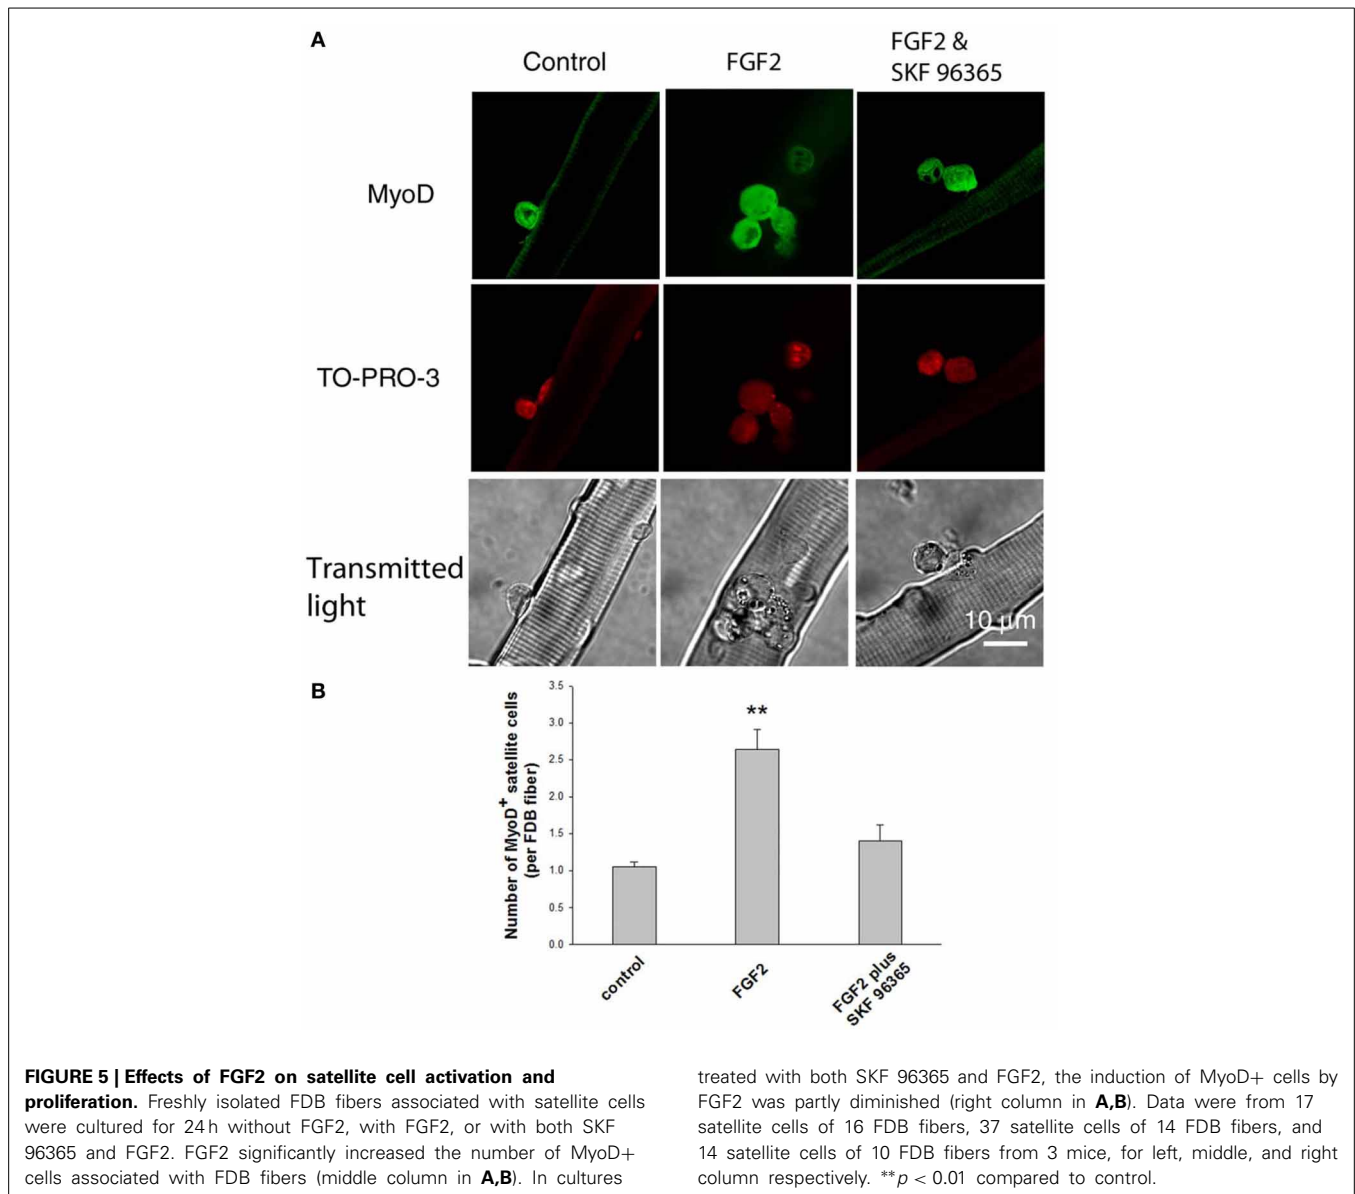 A
Control
FGF2
FGF2 &
SKF 96365
MyoD
TO-PRO-3
Transmitted
light
10 µm
B
Number of MyoD+ satellite cells
(per FDB fiber)
3.5
3.0
2.5
2.0
1.5
1.0
0.5
0.0
**
control
FGF2
FGF2 plus
SKF 96365
FIGURE 5 | Effects of FGF2 on satellite cell activation and
proliferation. Freshly isolated FDB fibers associated with satellite cells
were cultured for 24 h without FGF2, with FGF2, or with both SKF
96365 and FGF2. FGF2 significantly increased the number of MyoD+
cells associated with FDB fibers (middle column in A,B). In cultures
treated with both SKF 96365 and FGF2, the induction of MyoD+ cells by
FGF2 was partly diminished (right column in A,B). Data were from 17
satellite cells of 16 FDB fibers, 37 satellite cells of 14 FDB fibers, and
14 satellite cells of 10 FDB fibers from 3 mice, for left, middle, and right
column respectively. **p < 0.01 compared to control.